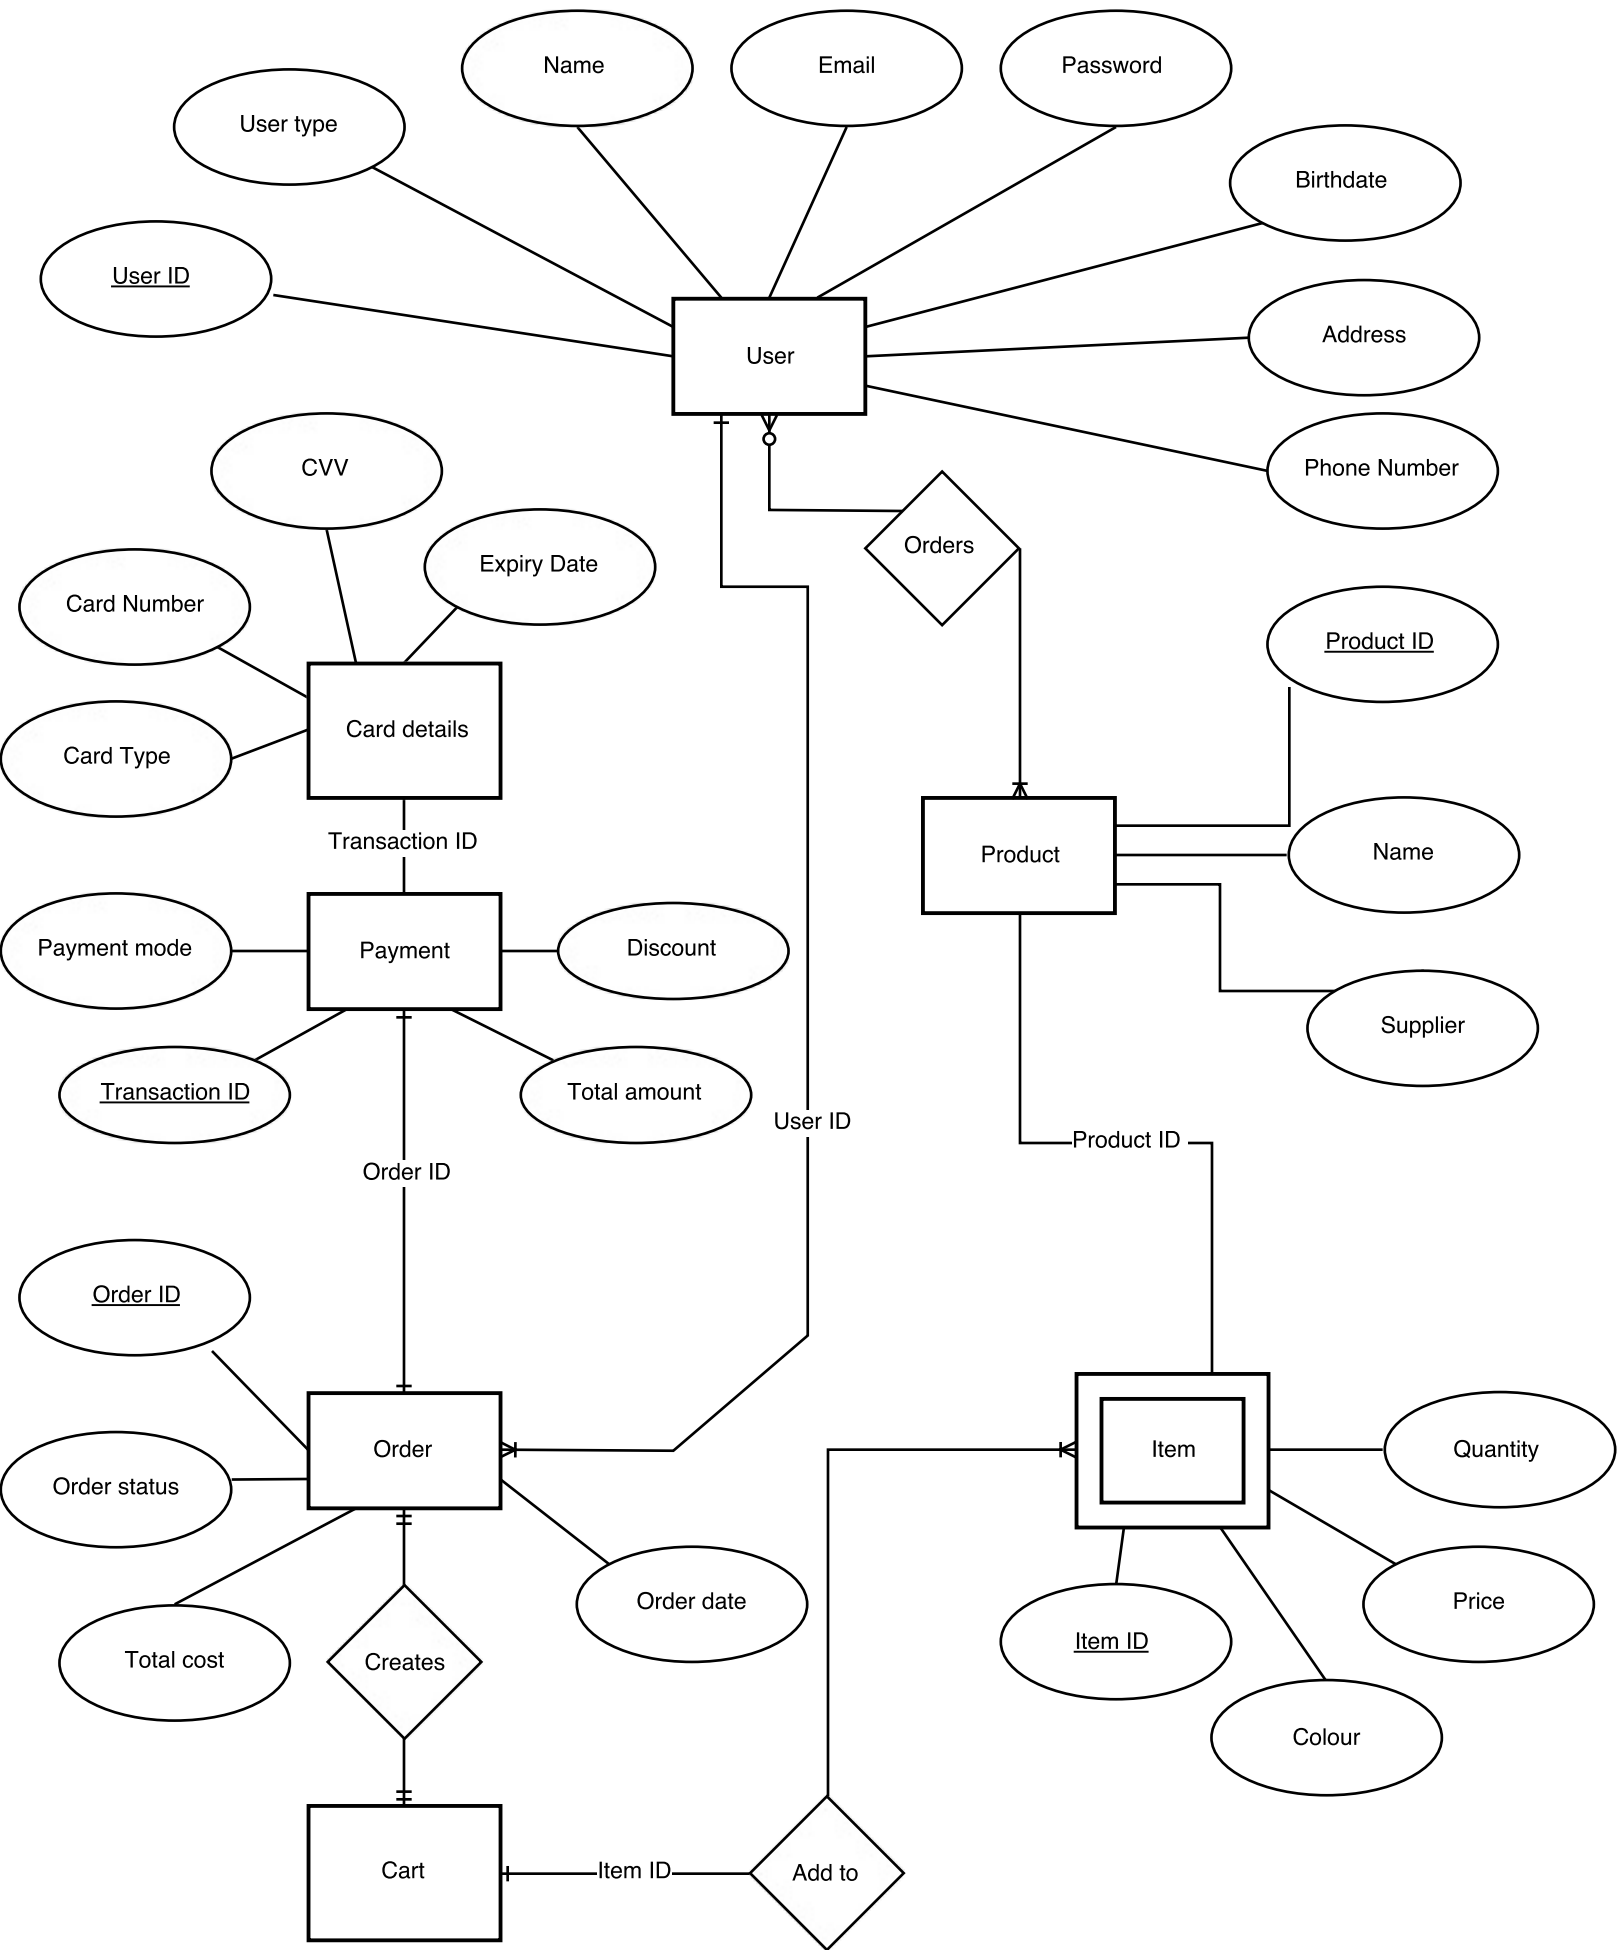 Name
Email
Password
User type
Birthdate
User ID
Address
User
Phone Number
CVV
Expiry Date
Orders
Card Number
Product ID
Card details
Card Type
Transaction ID
Product
Name
Payment mode
Payment
Discount
Supplier
Transaction ID
Total amount
User ID
Product ID
Order ID
Order ID
Order
Item
Quantity
Order status
Order date
Price
Item ID
Total cost
Creates
Colour
Cart
Item ID
Add to